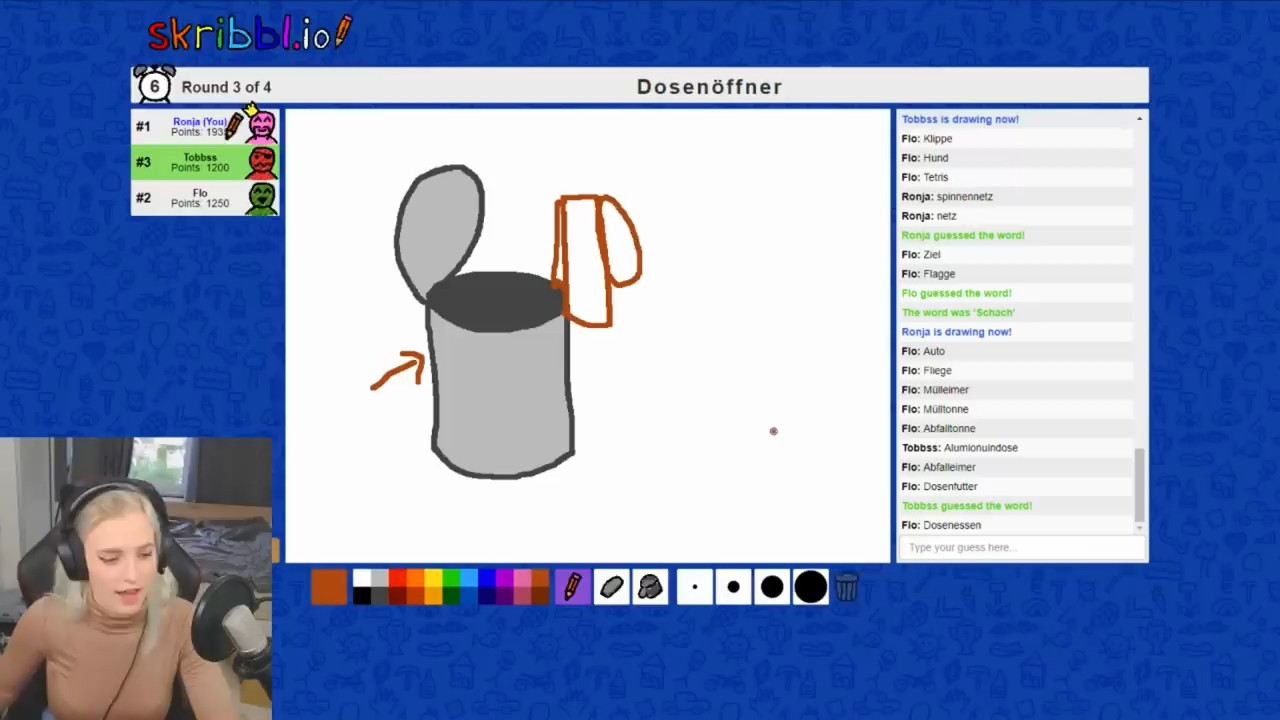 skribbl.io
6
Round 3 of 4
Dosenöffner
#1
Ronja (You)
Points: 1935
#3
Tobbss
Points: 1200
#2
Flo
Points: 1250
Tobbss is drawing now!
Flo: Klippe
Flo: Hund
Flo: Tetris
Ronja: spinnennetz
Ronja: netz
Ronja guessed the word!
Flo: Ziel
Flo: Flagge
Flo guessed the word!
The word was 'Schach'
Ronja is drawing now!
Flo: Auto
Flo: Fliege
Flo: Mülleimer
Flo: Mülltonne
Flo: Abfalltonne
Tobbss: Alumionuindose
Flo: Abfalleimer
Flo: Dosenfutter
Tobbss guessed the word!
Flo: Dosenessen
Type your guess here...